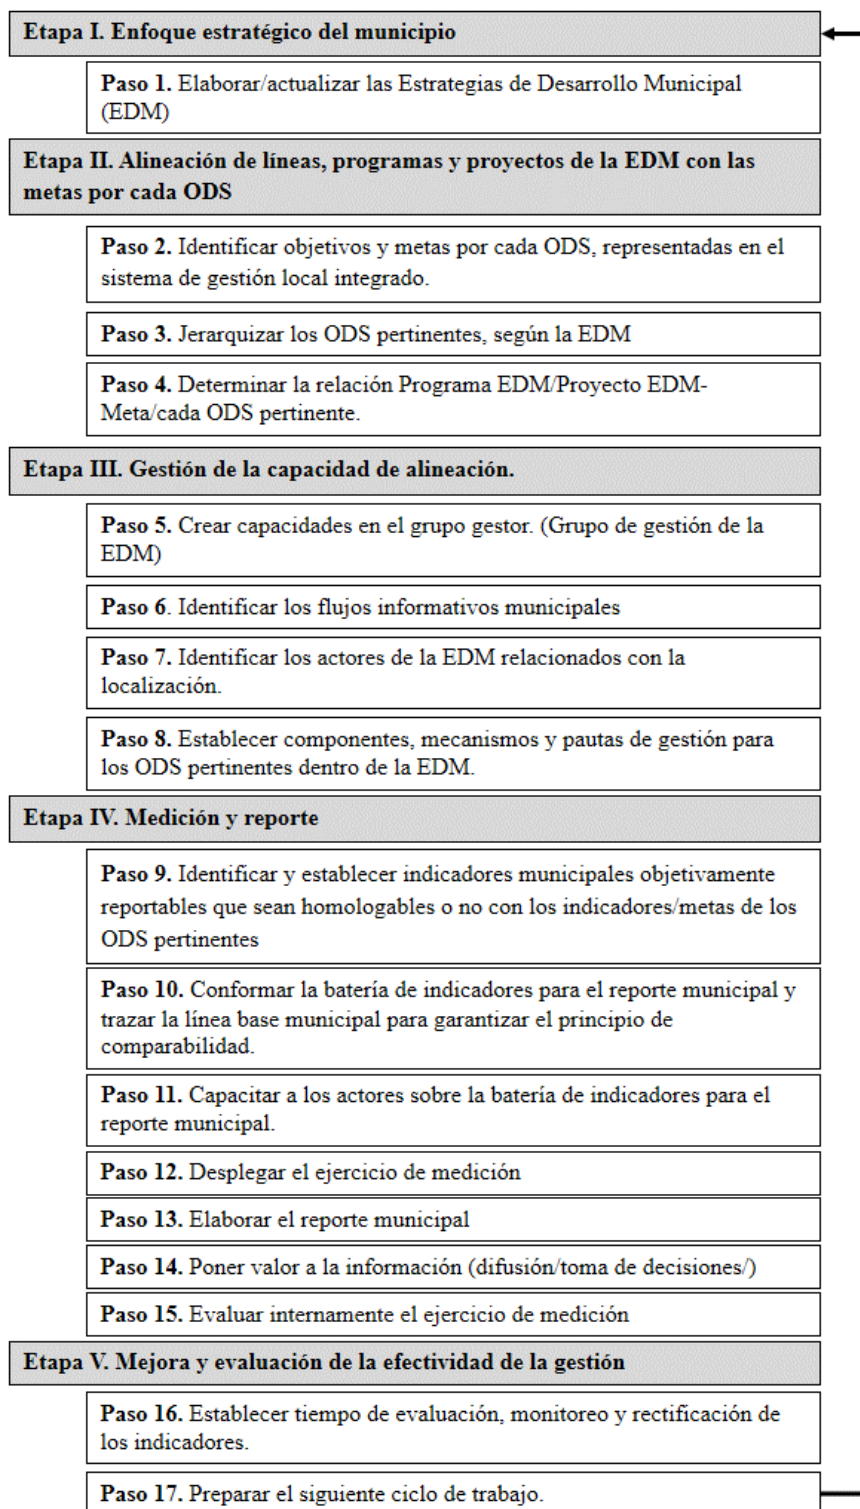 Etapa I. Enfoque estratégico del municipio
Paso 1. Elaborar/actualizar las Estrategias de Desarrollo Municipal
(EDM)
Etapa II. Alineación de líneas, programas y proyectos de la EDM con las
metas por cada ODS
Paso 2. Identificar objetivos y metas por cada ODS, representadas en el
sistema de gestión local integrado.
Paso 3. Jerarquizar los ODS pertinentes, según la EDM
Paso 4. Determinar la relación Programa EDM/Proyecto EDM-
Meta/cada ODS pertinente.
Etapa III. Gestión de la capacidad de alineación.
Paso 5. Crear capacidades en el grupo gestor. (Grupo de gestión de la
EDM)
Paso 6. Identificar los flujos informativos municipales
Paso 7. Identificar los actores de la EDM relacionados con la
localización.
Paso 8. Establecer componentes, mecanismos y pautas de gestión para
los ODS pertinentes dentro de la EDM.
Etapa IV. Medición y reporte
Paso 9. Identificar y establecer indicadores municipales objetivamente
reportables que sean homologables o no con los indicadores/metas de los
ODS pertinentes
Paso 10. Conformar la batería de indicadores para el reporte municipal y
trazar la línea base municipal para garantizar el principio de
comparabilidad.
Paso 11. Capacitar a los actores sobre la batería de indicadores para el
reporte municipal.
Paso 12. Desplegar el ejercicio de medición
Paso 13. Elaborar el reporte municipal
Paso 14. Poner valor a la información (difusión/toma de decisiones/)
Paso 15. Evaluar internamente el ejercicio de medición
Etapa V. Mejora y evaluación de la efectividad de la gestión
Paso 16. Establecer tiempo de evaluación, monitoreo y rectificación de
los indicadores.
Paso 17. Preparar el siguiente ciclo de trabajo.